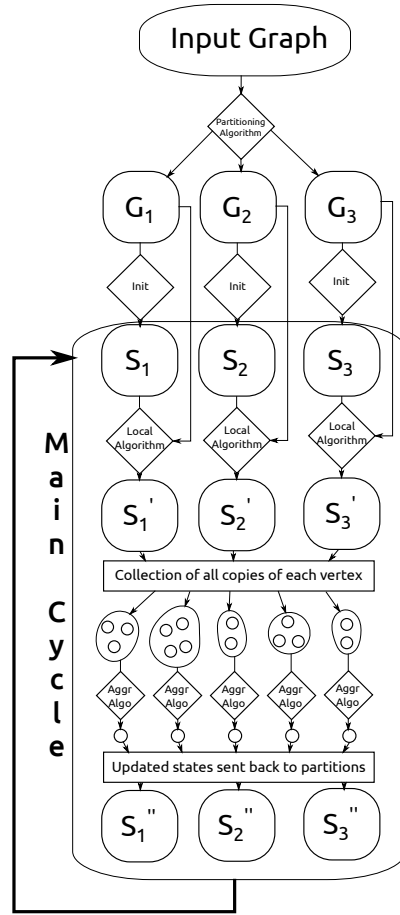 Input Graph
Partitioning
Algorithm
G1 G2 G3
Init Init Init
S1 S2 S3
Local
Algorithm
Local
Algorithm
Local
Algorithm
S1' S2' S3'
Collection of all copies of each vertex
Aggr
Algo
Aggr
Algo
Aggr
Algo
Aggr
Algo
Aggr
Algo
Updated states sent back to partitions
S1'' S2'' S3''
Main Cycle